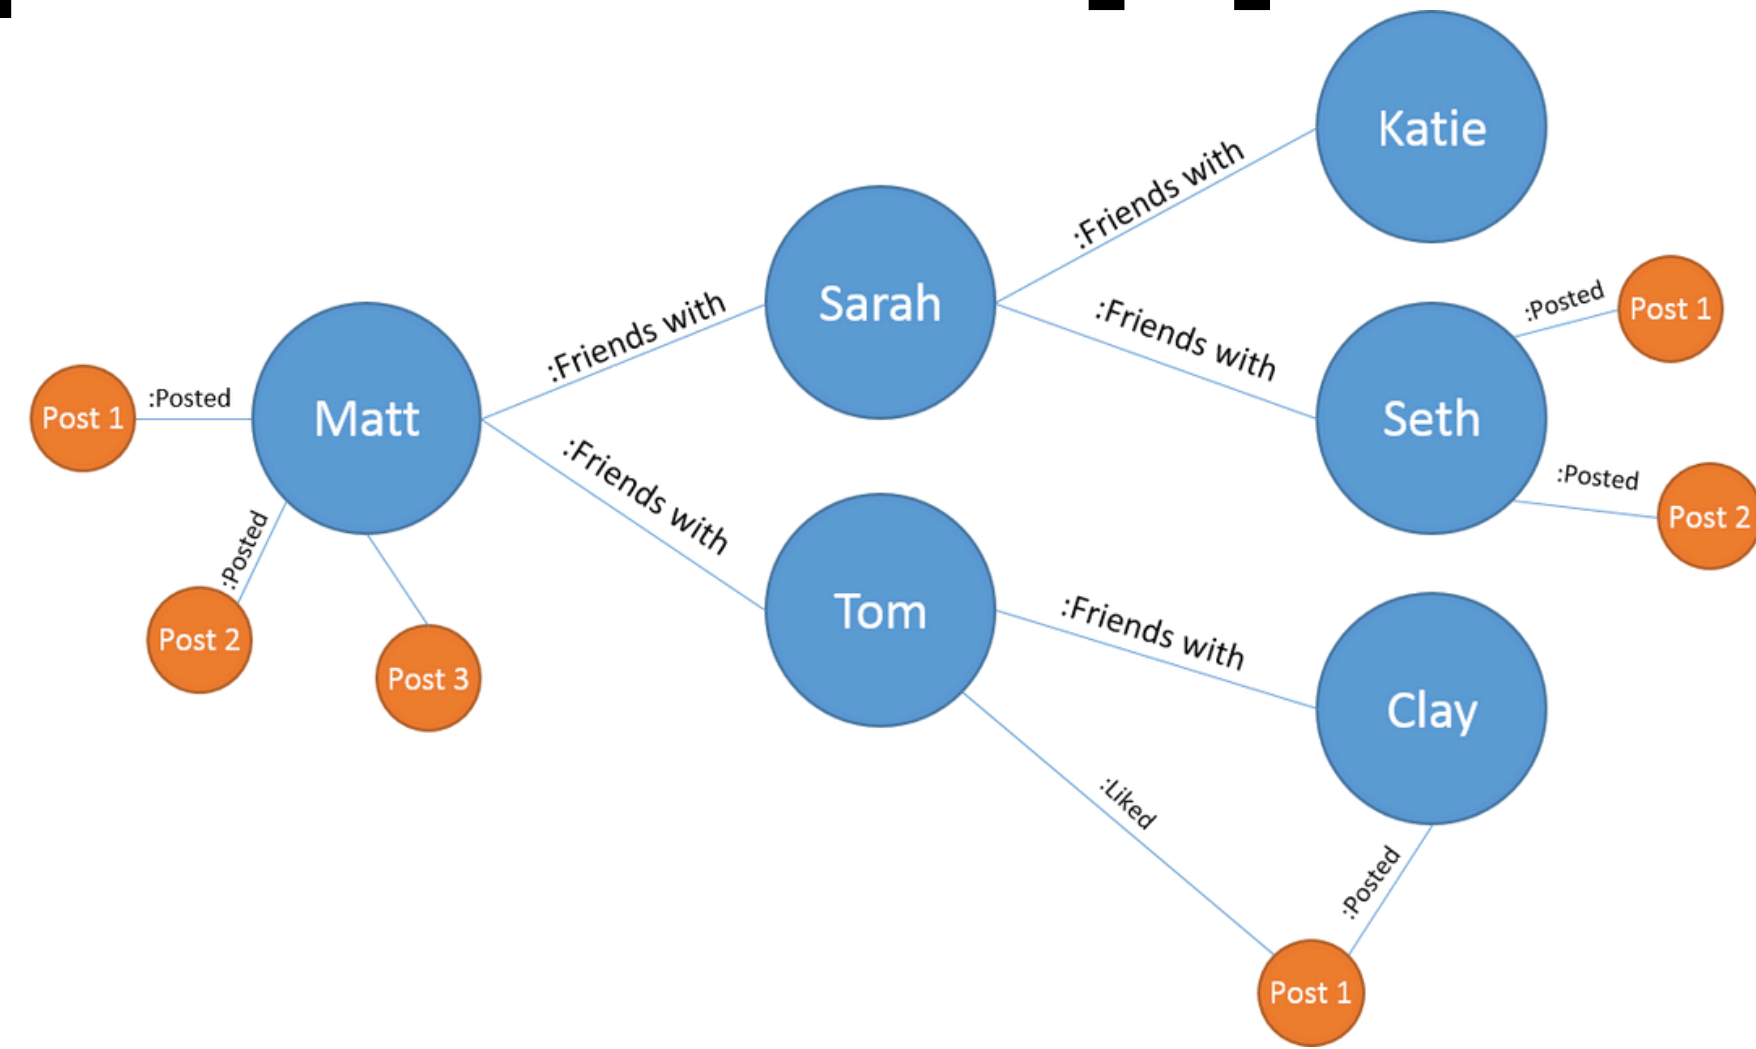 Katie
:Friends with
Sarah
:Friends with
:Friends with
:Posted
Post 1
Seth
:Posted
Post 2
Matt
:Posted
Post 1
:Posted
Post 2
Post 3
:Friends with
Tom
:Friends with
Clay
:Liked
:Posted
Post 1